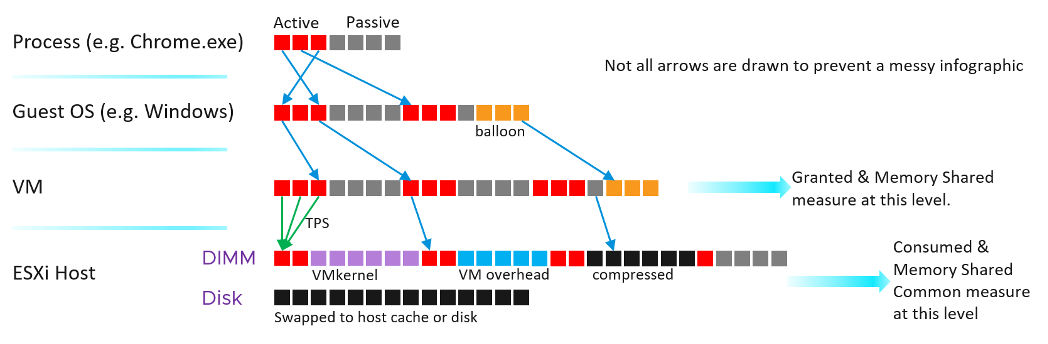 Active Passive
Process (e.g. Chrome.exe)
Not all arrows are drawn to prevent a messy infographic
Guest OS (e.g. Windows)
balloon
VM
Granted & Memory Shared
measure at this level.
TPS
DIMM
ESXi Host
VMkernel
VM overhead
compressed
Disk
Swapped to host cache or disk
Consumed &
Memory Shared
Common measure
at this level